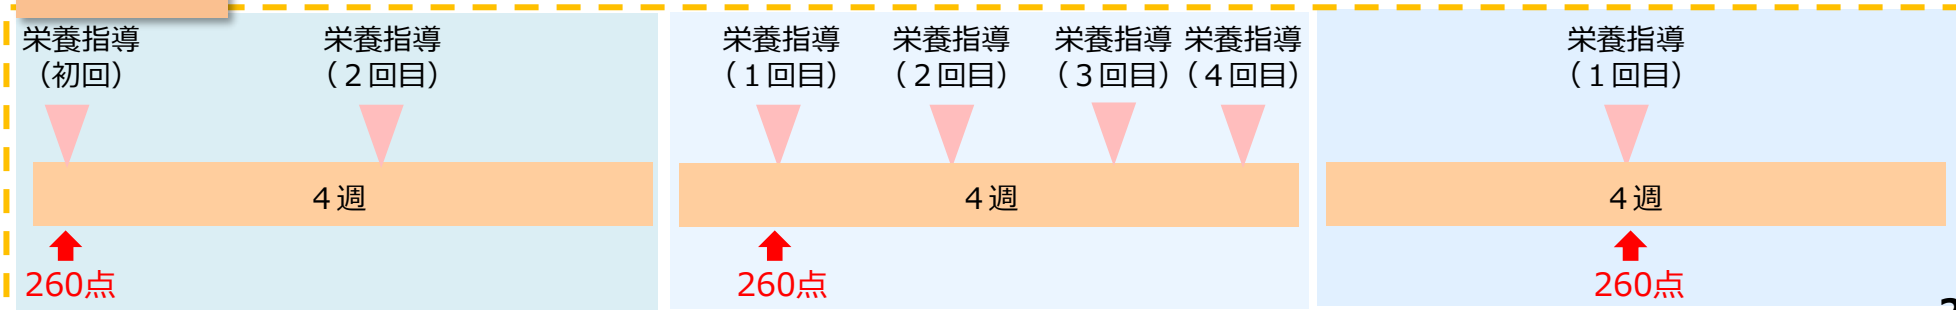 栄養指導
（初回）
栄養指導
（２回目）
４週
260点
栄養指導
（１回目）
栄養指導
（２回目）
栄養指導
（３回目）
栄養指導
（４回目）
４週
260点
栄養指導
（１回目）
４週
260点